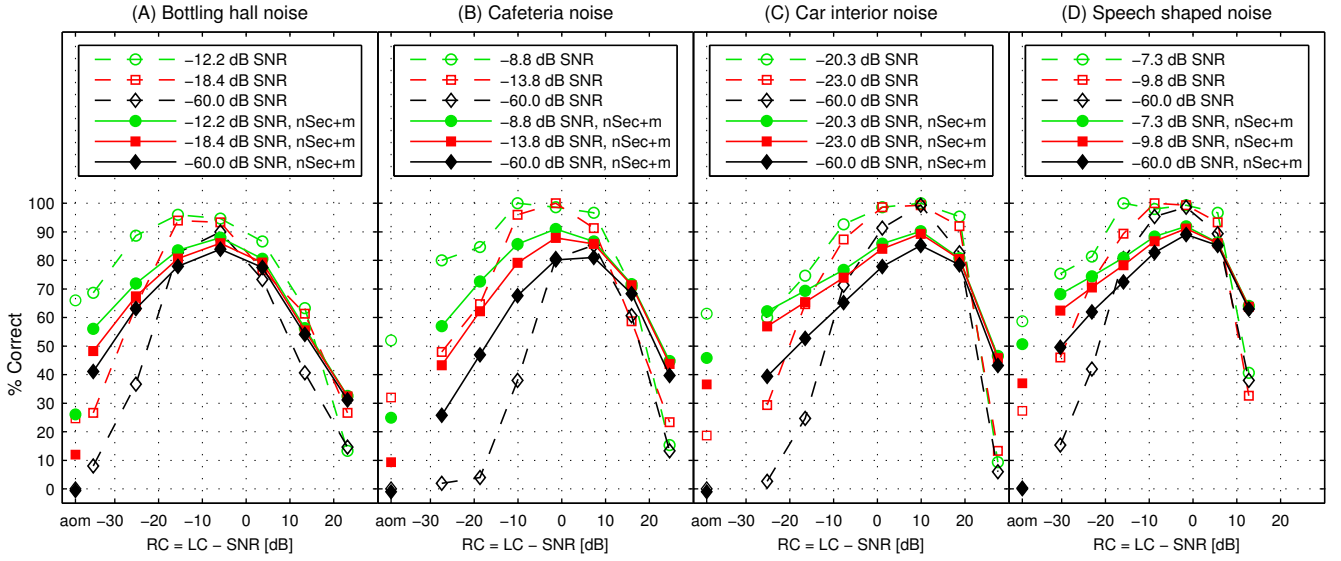 (A) Bottling hall noise
(B) Cafeteria noise
(C) Car interior noise
(D) Speech shaped noise
−12.2 dB SNR
−18.4 dB SNR
−60.0 dB SNR
−12.2 dB SNR, nSec+m
−18.4 dB SNR, nSec+m
−60.0 dB SNR, nSec+m
−8.8 dB SNR
−13.8 dB SNR
−60.0 dB SNR
−8.8 dB SNR, nSec+m
−13.8 dB SNR, nSec+m
−60.0 dB SNR, nSec+m
−20.3 dB SNR
−23.0 dB SNR
−60.0 dB SNR
−20.3 dB SNR, nSec+m
−23.0 dB SNR, nSec+m
−60.0 dB SNR, nSec+m
−7.3 dB SNR
−9.8 dB SNR
−60.0 dB SNR
−7.3 dB SNR, nSec+m
−9.8 dB SNR, nSec+m
−60.0 dB SNR, nSec+m
% Correct
100
90
80
70
60
50
40
30
20
10
0
aom −30 −20 −10 0 10 20
aom −30 −20 −10 0 10 20
aom −30 −20 −10 0 10 20
aom −30 −20 −10 0 10 20
RC = LC − SNR [dB]
RC = LC − SNR [dB]
RC = LC − SNR [dB]
RC = LC − SNR [dB]